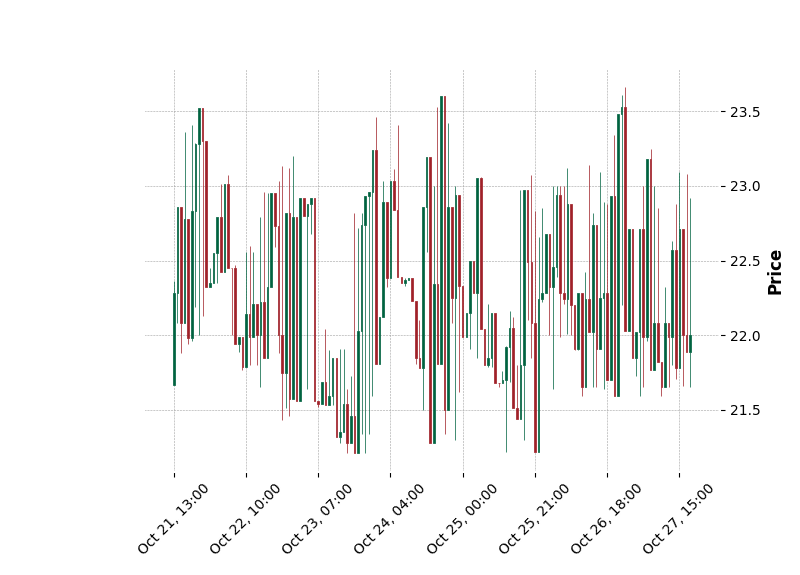 23.5
23.0
22.5
22.0
21.5
Price
Oct 21, 13:00
Oct 22, 10:00
Oct 23, 07:00
Oct 24, 04:00
Oct 25, 00:00
Oct 25, 21:00
Oct 26, 18:00
Oct 27, 15:00